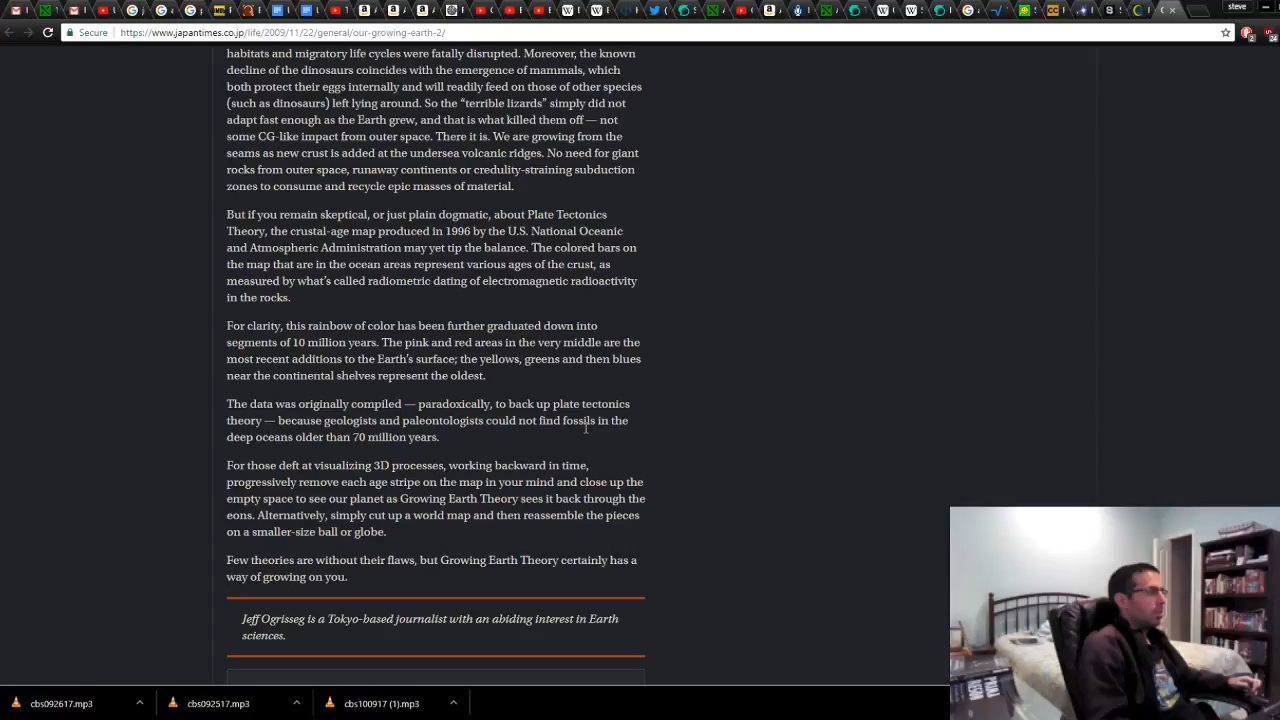 steve
Secure
https://www.japantimes.co.jp/life/2009/11/22/general/our-growing-earth-2/
habitats and migratory life cycles were fatally disrupted. Moreover, the known
decline of the dinosaurs coincides with the emergence of mammals, which
both protect their eggs internally and will readily feed on those of other species
(such as dinosaurs) left lying around. So the “terrible lizards” simply did not
adapt fast enough as the Earth grew, and that is what killed them off — not
some CG-like impact from outer space. There it is. We are growing from the
seams as new crust is added at the undersea volcanic ridges. No need for giant
rocks from outer space, runaway continents or credulity-straining subduction
zones to consume and recycle epic masses of material.
But if you remain skeptical, or just plain dogmatic, about Plate Tectonics
Theory, the crustal-age map produced in 1996 by the U.S. National Oceanic
and Atmospheric Administration may yet tip the balance. The colored bars on
the map that are in the ocean areas represent various ages of the crust, as
measured by what’s called radiometric dating of electromagnetic radioactivity
in the rocks.
For clarity, this rainbow of color has been further graduated down into
segments of 10 million years. The pink and red areas in the very middle are the
most recent additions to the Earth’s surface; the yellows, greens and then blues
near the continental shelves represent the oldest.
The data was originally compiled — paradoxically, to back up plate tectonics
theory — because geologists and paleontologists could not find fossils in the
deep oceans older than 70 million years.
For those deft at visualizing 3D processes, working backward in time,
progressively remove each age stripe on the map in your mind and close up the
empty space to see our planet as Growing Earth Theory sees it back through the
eons. Alternatively, simply cut up a world map and then reassemble the pieces
on a smaller-size ball or globe.
Few theories are without their flaws, but Growing Earth Theory certainly has a
way of growing on you.
Jeff Ogrisseg is a Tokyo-based journalist with an abiding interest in Earth
sciences.
cbs092617.mp3
cbs092517.mp3
cbs100917 (1).mp3